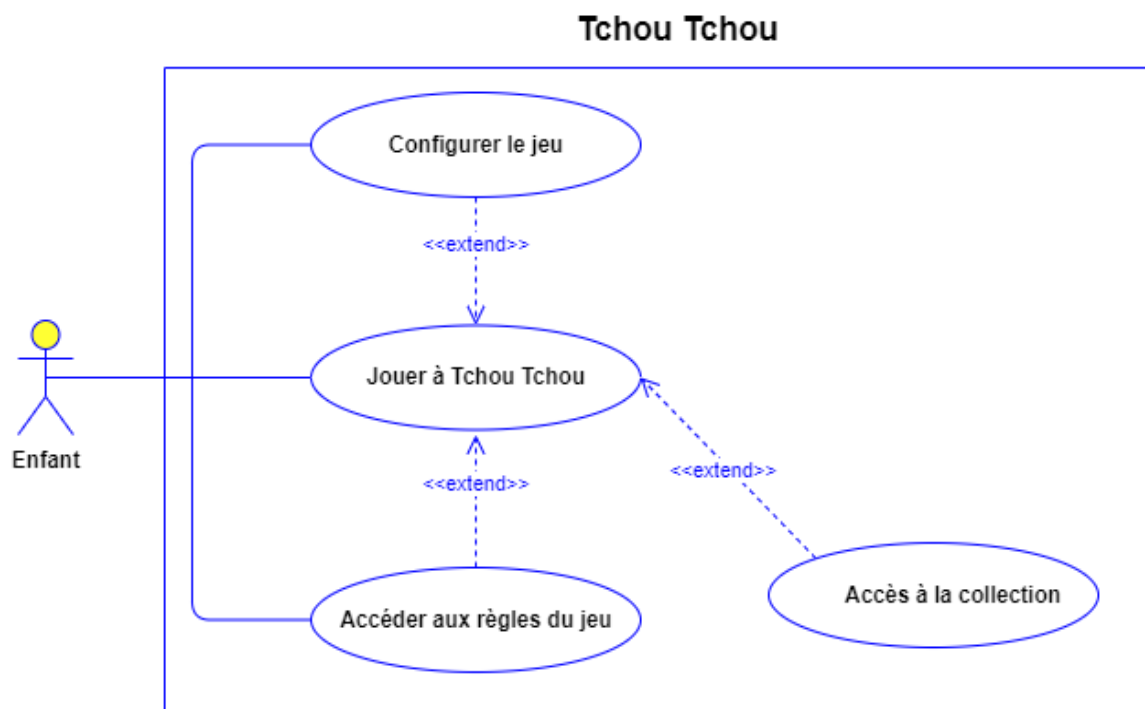 Tchou Tchou
Configurer le jeu
<<extend>>
Jouer à Tchou Tchou
Enfant
<<extend>>
<<extend>>
Accès à la collection
Accéder aux règles du jeu